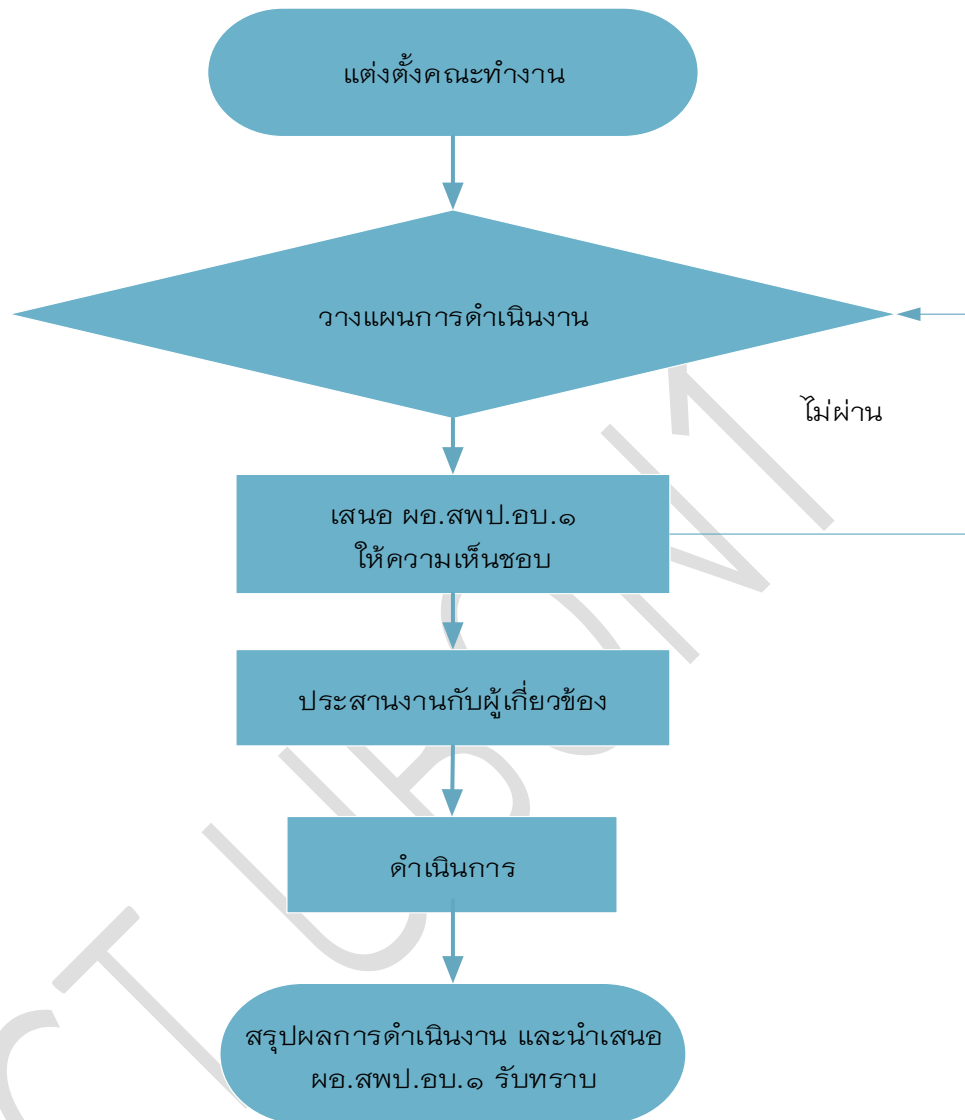 แต่งตั้งคณะทำงาน
วางแผนการดำเนินงาน
ไม่ผ่าน
เสนอ ผอ.สพป.อบ.๑
ให้ความเห็นชอบ
ประสานงานกับผู้เกี่ยวข้อง
ดำเนินการ
สรุปผลการดำเนินงาน และนำเสนอ
ผอ.สพป.อบ.๑ รับทราบ
CT UBON1